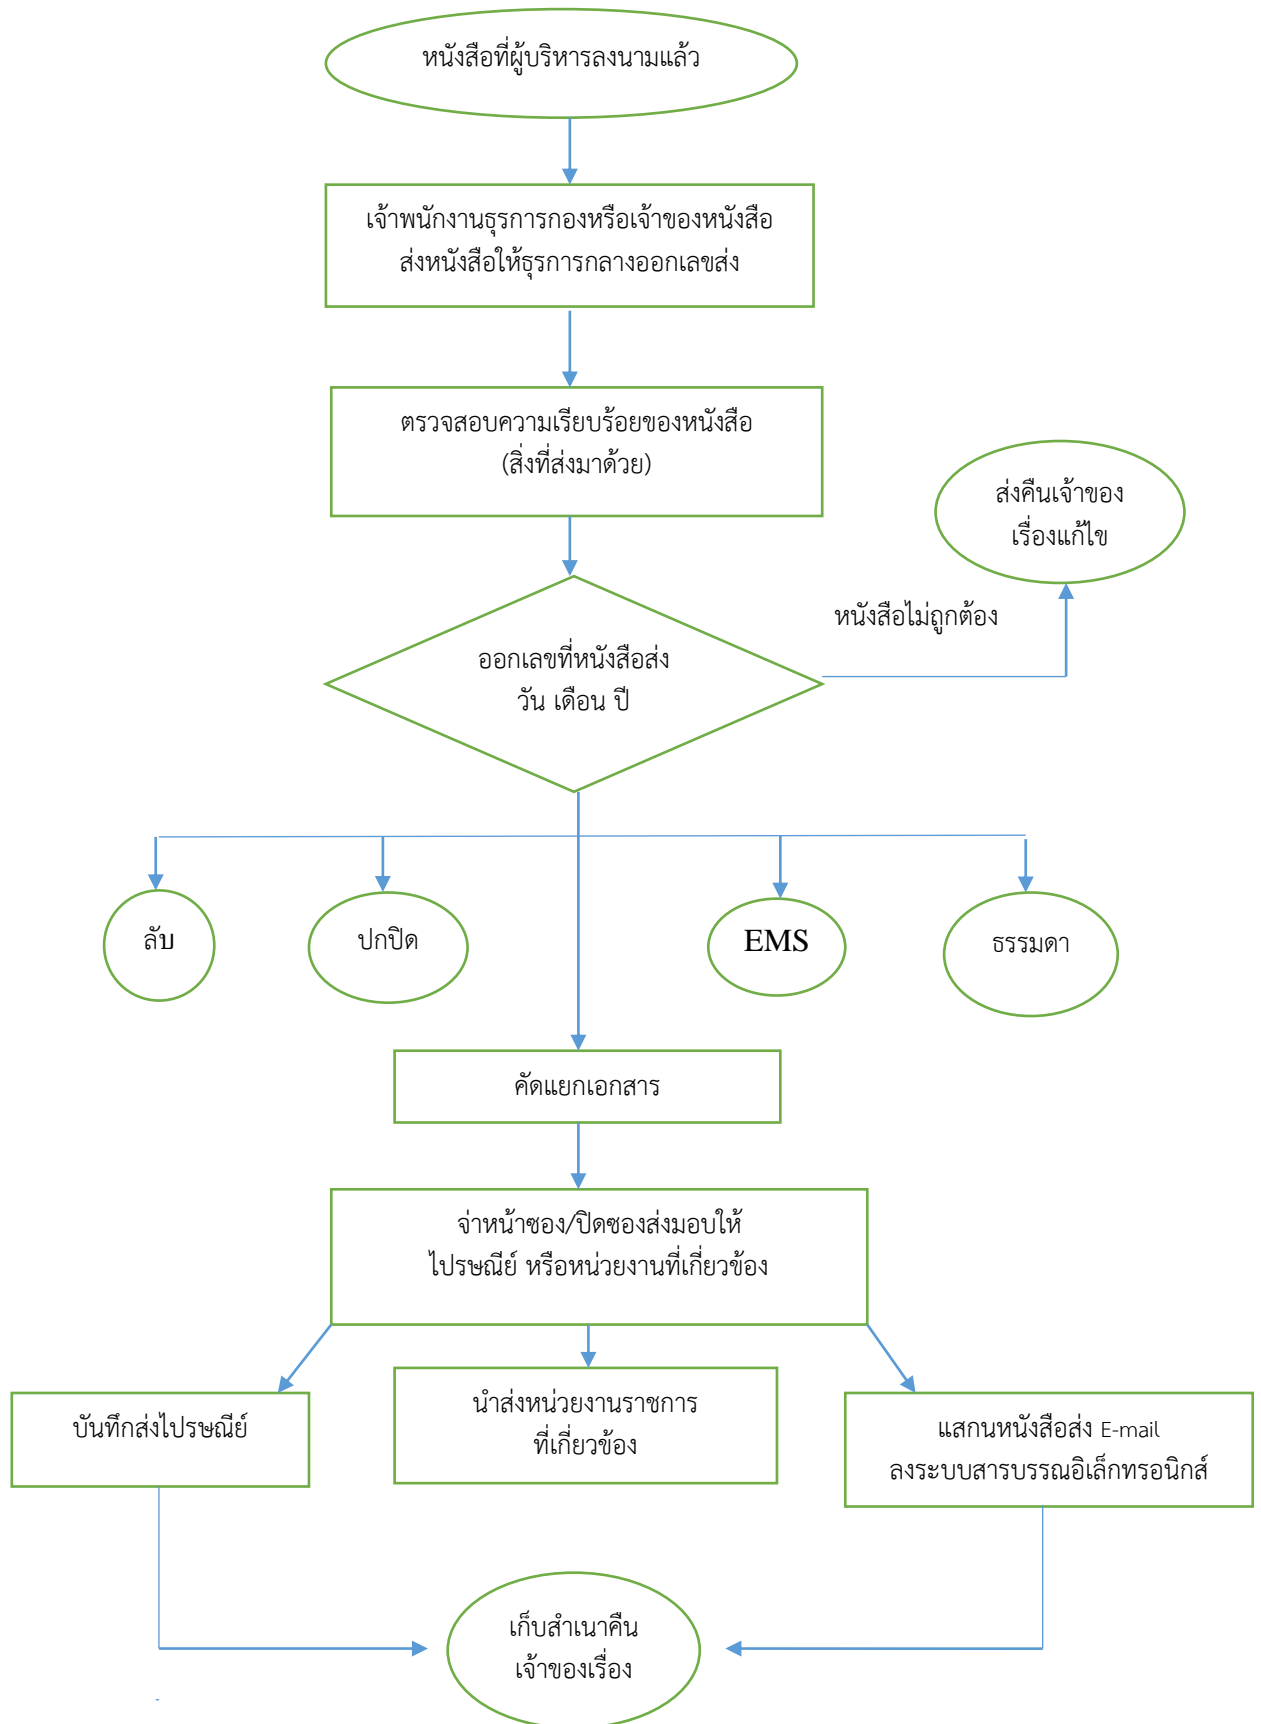 หนังสือที่ผู้บริหารลงนามแล้ว
เจ้าพนักงานธุรการกองหรือเจ้าของหนังสือ
ส่งหนังสือให้ธุรการกลางออกเลขส่ง
ตรวจสอบความเรียบร้อยของหนังสือ
(สิ่งที่ส่งมาด้วย)
ส่งคืนเจ้าของ
เรื่องแก้ไข
หนังสือไม่ถูกต้อง
ออกเลขที่หนังสือส่ง
วัน เดือน ปี
ลับ
ปกปิด
EMS
ธรรมดา
คัดแยกเอกสาร
จ่าหน้าซอง/ปิดซองส่งมอบให้
ไปรษณีย์ หรือหน่วยงานที่เกี่ยวข้อง
บันทึกส่งไปรษณีย์
นำส่งหน่วยงานราชการ
ที่เกี่ยวข้อง
แสกนหนังสือส่ง E-mail
ลงระบบสารบรรณอิเล็กทรอนิกส์
เก็บสำเนาคืน
เจ้าของเรื่อง